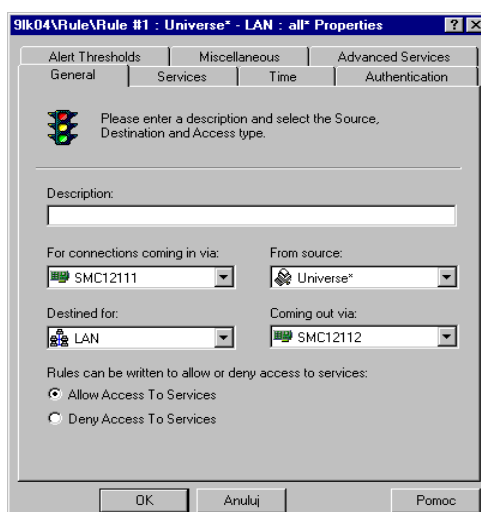 9lk04\Rule\Rule #1 : Universe* - LAN : all* Properties
Alert Thresholds Miscellaneous Advanced Services
General Services Time Authentication
Please enter a description and select the Source,
Destination and Access type.
Description:
For connections coming in via: From source:
SMC12111 Universe*
Destined for: Coming out via:
LAN SMC12112
Rules can be written to allow or deny access to services:
Allow Access To Services
Deny Access To Services
OK Anuluj Pomoc